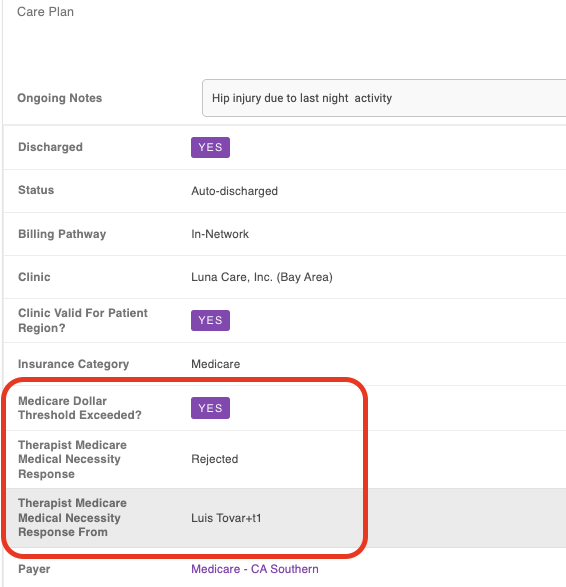 Care Plan
Ongoing Notes
Hip injury due to last night activity
Discharged
YES
Status
Auto-discharged
Billing Pathway
In-Network
Clinic
Luna Care, Inc. (Bay Area)
Clinic Valid For Patient
Region?
YES
Insurance Category
Medicare
Medicare Dollar
Threshold Exceeded?
YES
Therapist Medicare
Medical Necessity
Response
Rejected
Therapist Medicare
Medical Necessity
Response From
Luis Tovar+t1
Payer
Medicare - CA Southern